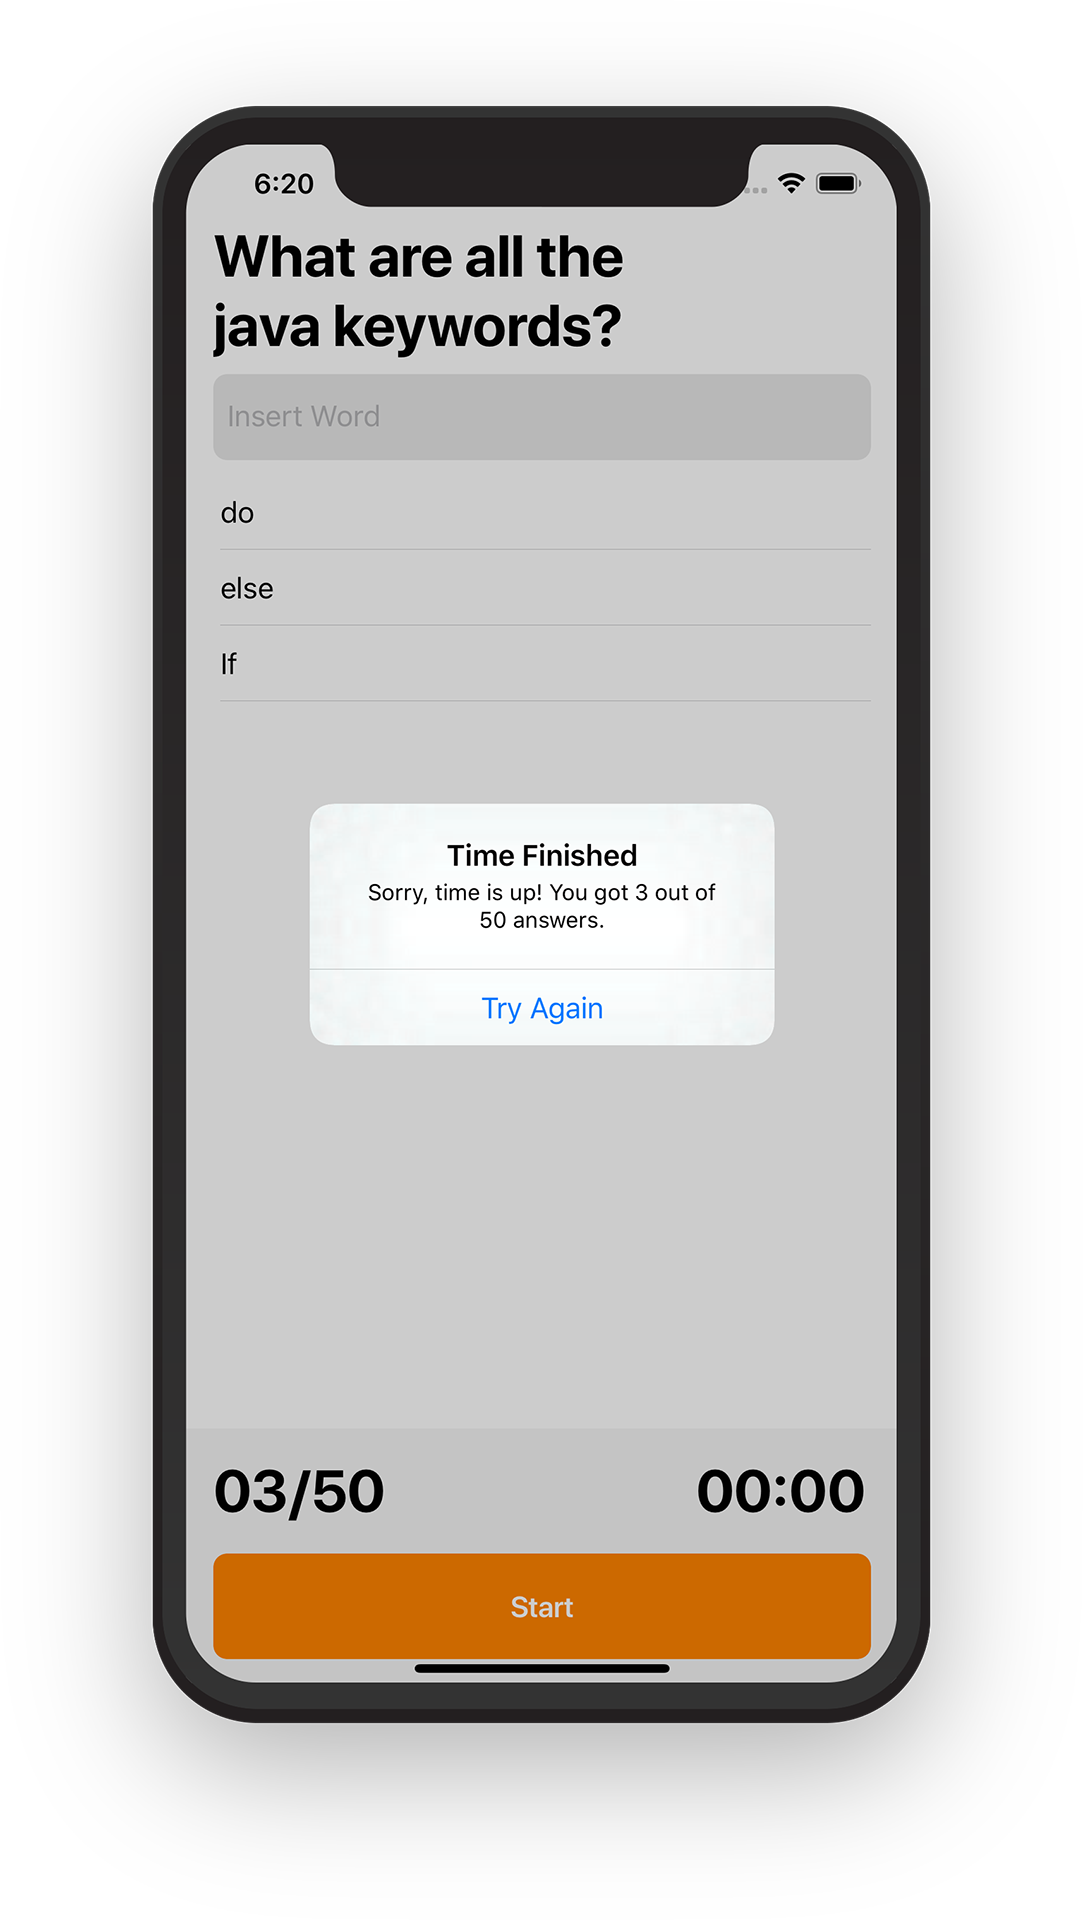 6:20
What are all the
java keywords?
Insert Word
do
else
If
Time Finished
Sorry, time is up! You got 3 out of
50 answers.
Try Again
03/50
00:00
Start